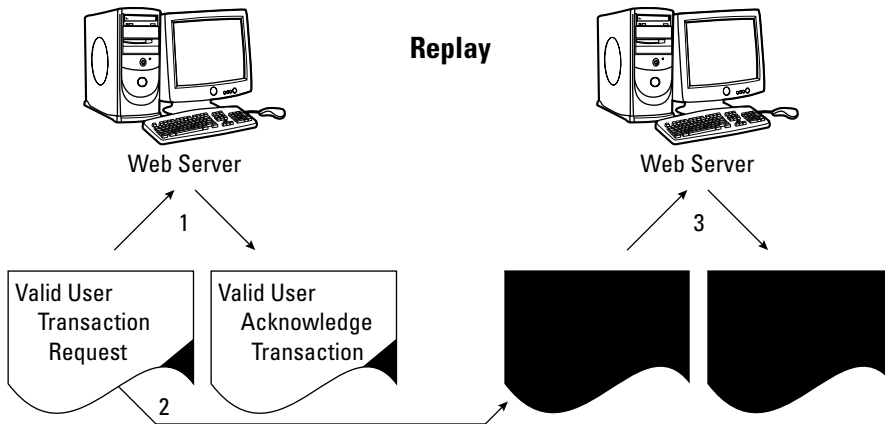 Replay
Web Server
Web Server
1
3
Valid User
Transaction
Request
Valid User
Acknowledge
Transaction
2